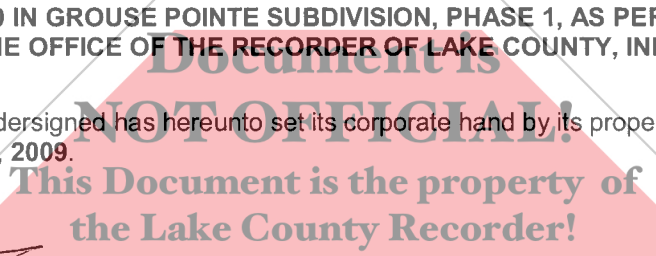 IN GROUSE POINTE SUBDIVISION, PHASE 1, AS PER
OFFICE OF THE RECORDER OF LAKE COUNTY,
Document is
NOT OFFICIAL!
dersigned has hereunto set its corporate hand by its prope
, 2009.
This Document is the property of
the Lake County Recorder!